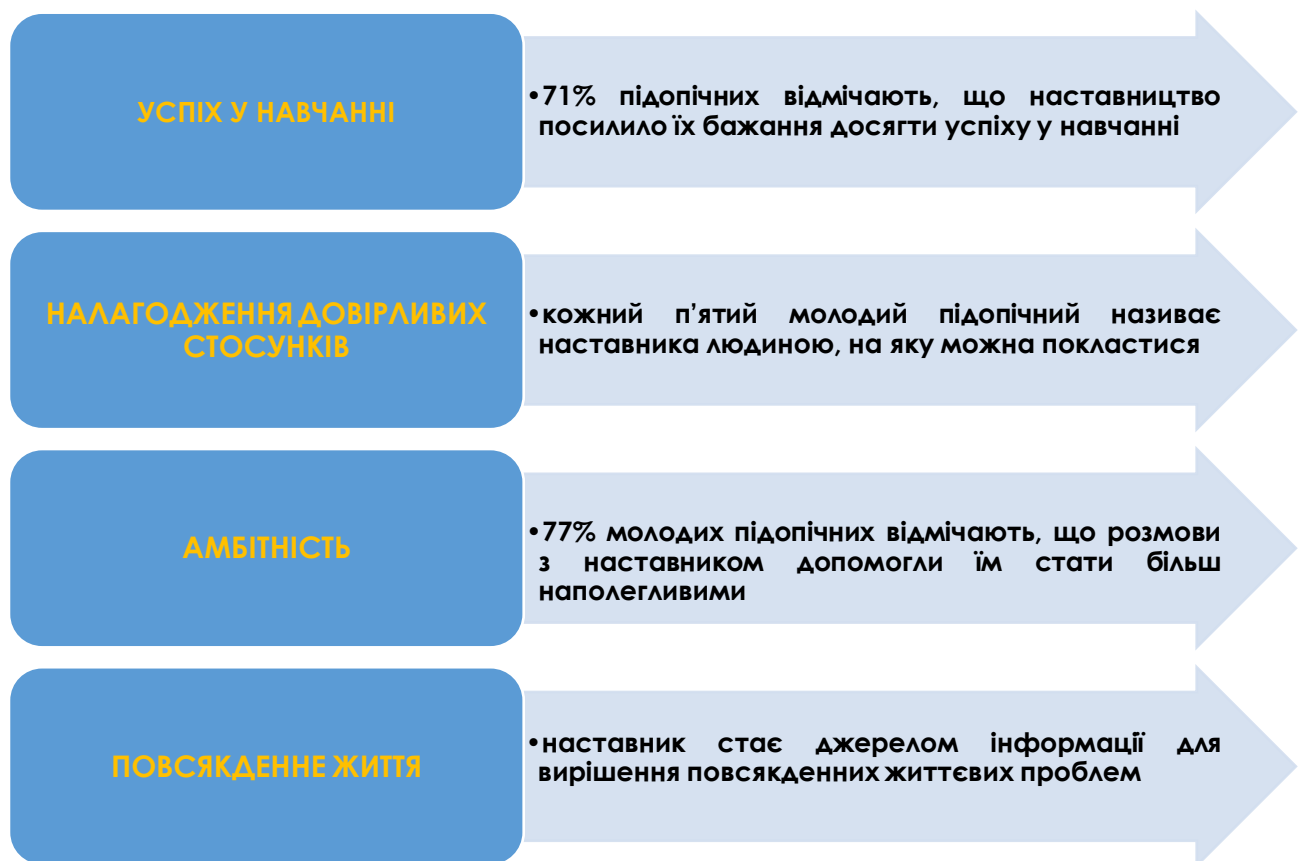 УСПІХ У НАВЧАННІ
•71% підопічних відмічають, що наставництво
посилило їх бажання досягти успіху у навчанні
НАЛАГОДЖЕННЯ ДОВІРЛИВИХ
СТОСУНКІВ
•кожний п’ятий молодий підопічний називає
наставника людиною, на яку можна покластися
АМБІТНІСТЬ
•77% молодих підопічних відмічають, що розмови
з наставником допомогли їм стати більш
наполегливими
ПОВСЯКДЕННЕ ЖИТТЯ
•наставник стає джерелом інформації для
вирішення повсякденних життєвих проблем